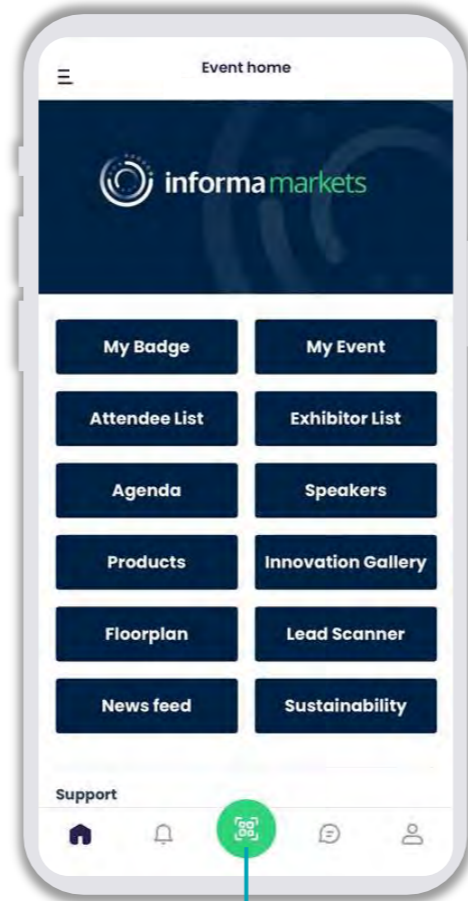 Event home
informa markets
My Badge
My Event
Attendee List
Exhibitor List
Agenda
Speakers
Products
Innovation Gallery
Floorplan
Lead Scanner
News feed
Sustainability
Support